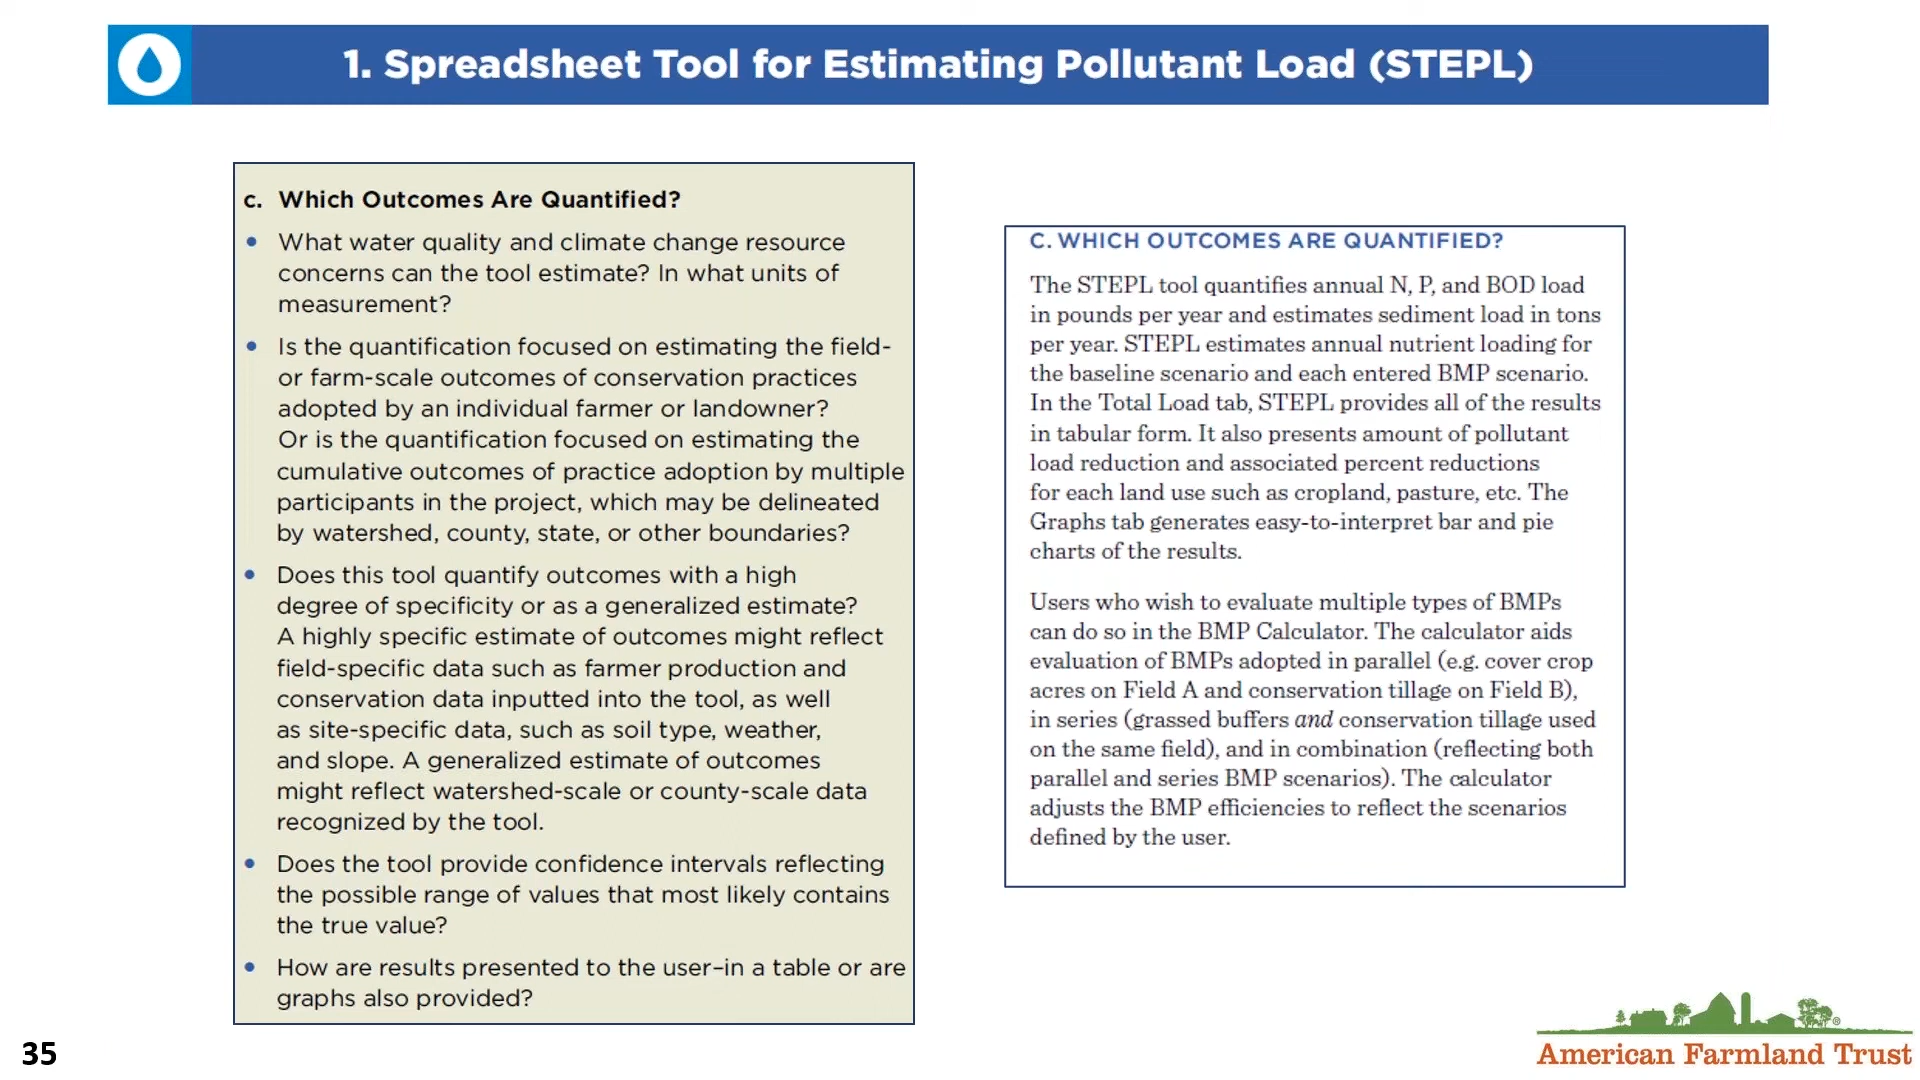 1. Spreadsheet Tool for Estimating Pollutant Load (STEPL)
c. Which Outcomes Are Quantified?
• What water quality and climate change resource
concerns can the tool estimate? In what units of
measurement?
• Is the quantification focused on estimating the field-
or farm-scale outcomes of conservation practices
adopted by an individual farmer or landowner?
Or is the quantification focused on estimating the
cumulative outcomes of practice adoption by multiple
participants in the project, which may be delineated
by watershed, county, state, or other boundaries?
• Does this tool quantify outcomes with a high
degree of specificity or as a generalized estimate?
A highly specific estimate of outcomes might reflect
field-specific data such as farmer production and
conservation data inputted into the tool, as well
as site-specific data, such as soil type, weather,
and slope. A generalized estimate of outcomes
might reflect watershed-scale or county-scale data
recognized by the tool.
• Does the tool provide confidence intervals reflecting
the possible range of values that most likely contains
the true value?
• How are results presented to the user–in a table or are
graphs also provided?
C. WHICH OUTCOMES ARE QUANTIFIED?
The STEPL tool quantifies annual N, P, and BOD load
in pounds per year and estimates sediment load in tons
per year. STEPL estimates annual nutrient loading for
the baseline scenario and each entered BMP scenario.
In the Total Load tab, STEPL provides all of the results
in tabular form. It also presents amount of pollutant
load reduction and associated percent reductions
for each land use such as cropland, pasture, etc. The
Graphs tab generates easy-to-interpret bar and pie
charts of the results.
Users who wish to evaluate multiple types of BMPs
can do so in the BMP Calculator. The calculator aids
evaluation of BMPs adopted in parallel (e.g. cover crop
acres on Field A and conservation tillage on Field B),
in series (grassed buffers and conservation tillage used
on the same field), and in combination (reflecting both
parallel and series BMP scenarios). The calculator
adjusts the BMP efficiencies to reflect the scenarios
defined by the user.
35
®
American Farmland Trust